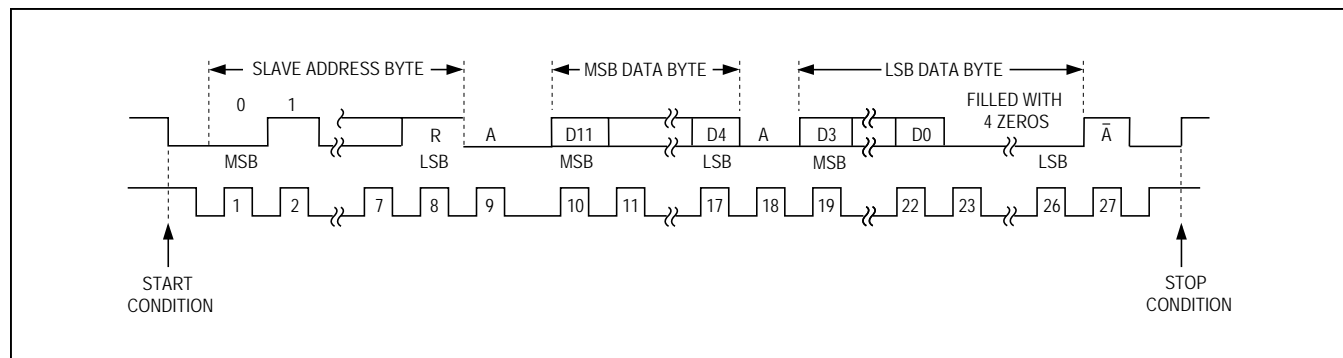 SLAVE ADDRESS BYTE MSB DATA BYTE LSB DATA BYTE
0 1 FILLED WITH
4 ZEROS
R A D11 D4 A D3 D0 A̅
MSB LSB MSB LSB MSB LSB
1 2 7 8 9 10 11 17 18 19 22 23 26 27
START
CONDITION
STOP
CONDITION